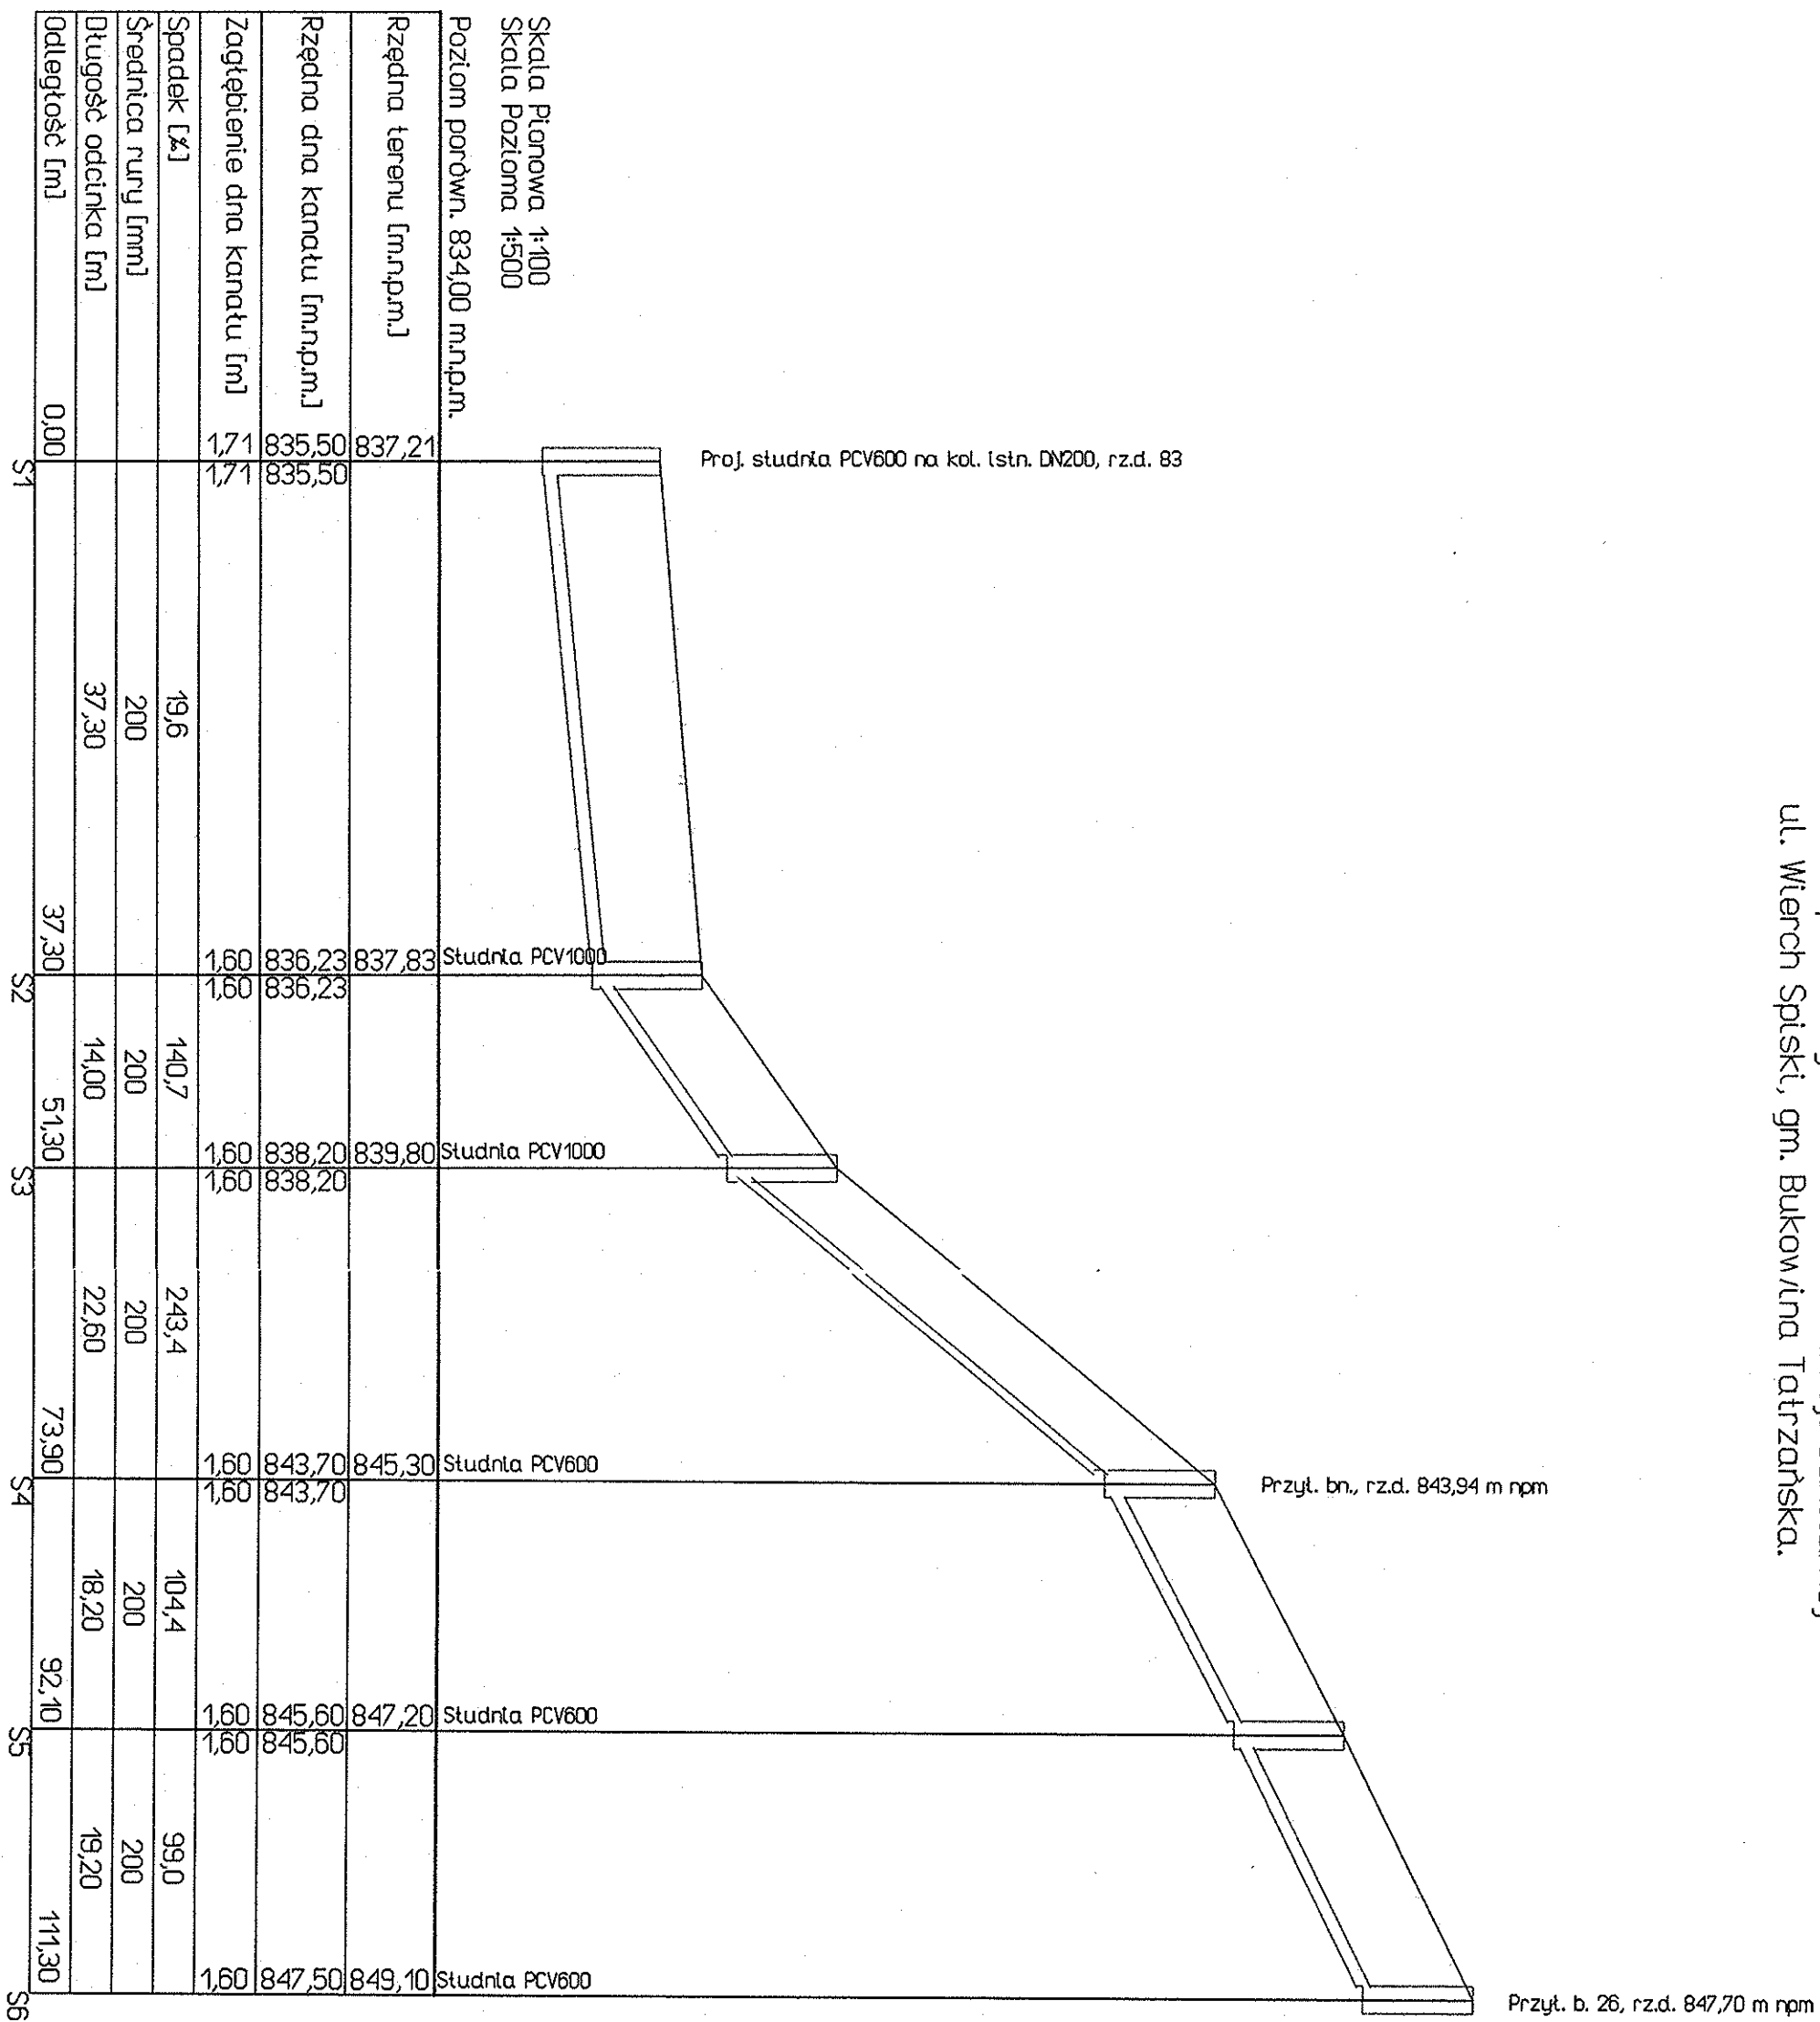 ul. Wierch Spiski, gm. Bukowina Tatrzańska.
Przył. b. 26, rz.d. 847,70 m npm
Przył. bn., rz.d. 843,94 m npm
Proj. studnia PCV600 na kol. istn. DN200, rz.d. 83
Skala Pionowa 1:100
Skala Pozioma 1:500
Poziom porówn. 834,00 m.n.p.m.
Studnia PCV1000
Studnia PCV1000
Studnia PCV600
Studnia PCV600
Studnia PCV600
Rzędna terenu [m.n.p.m.] 837,21 837,83 839,80 845,30 847,20 849,10
Rzędna dna kanału [m.n.p.m.] 835,50 835,50 836,23 836,23 838,20 838,20 843,70 843,70 845,60 845,60 847,50
Zagłębienie dna kanału [m] 1,71 1,71 1,60 1,60 1,60 1,60 1,60 1,60 1,60 1,60 1,60
Spadek [‰] 19,6 140,7 243,4 104,4 99,0
Średnica rury [mm] 200 200 200 200 200
Długość odcinka [m] 37,30 14,00 22,60 18,20 19,20
Odległość [m] 0,00 37,30 51,30 73,90 92,10 111,30
S1 S2 S3 S4 S5 S6